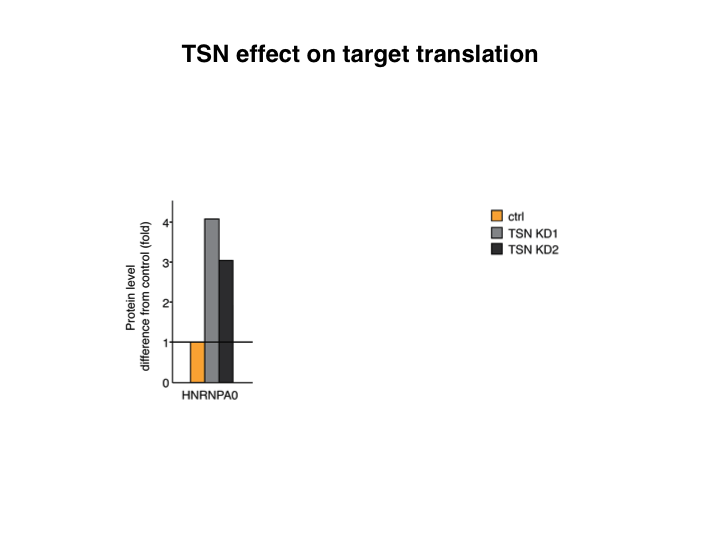 TSN effect on target translation
Protein level
difference from control (fold)
4
3
2
1
0
HNRNPA0
ctrl
TSN KD1
TSN KD2